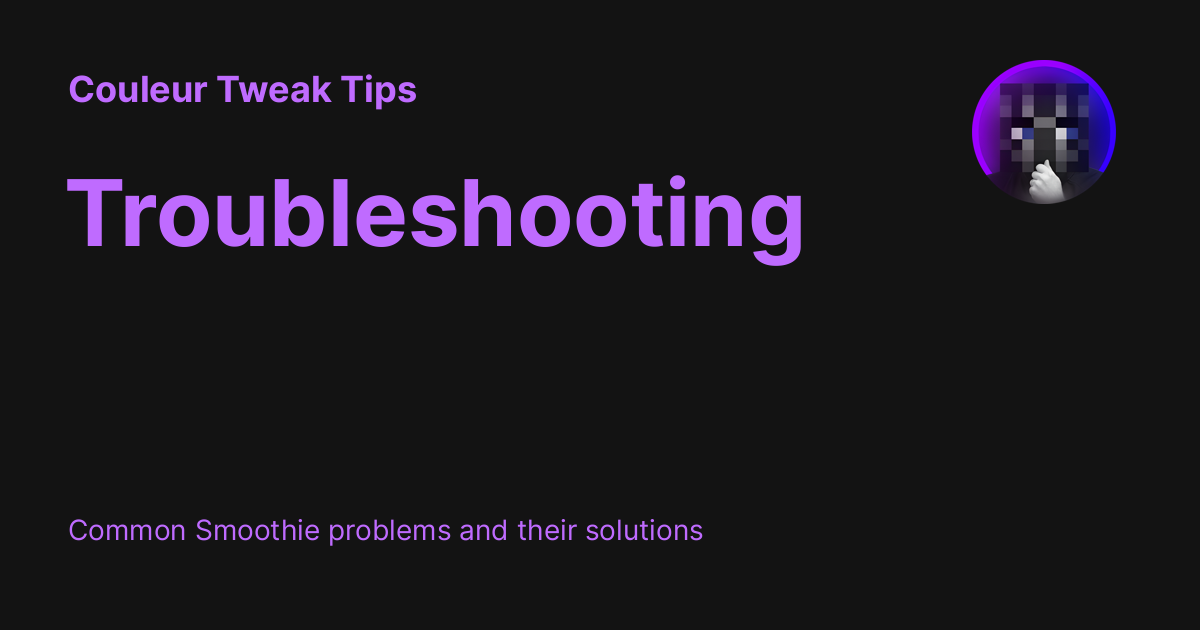 Couleur Tweak Tips
Troubleshooting
Common Smoothie problems and their solutions